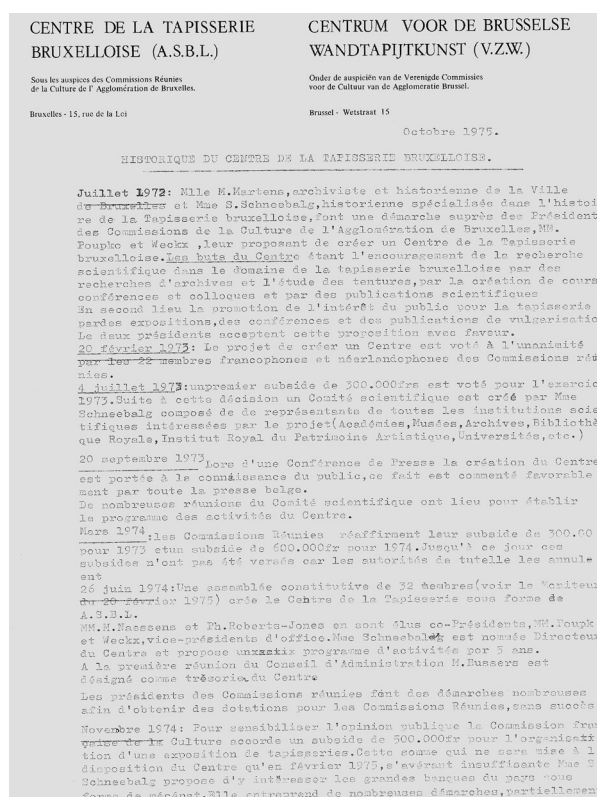 CENTRE DE LA TAPISSERIE
BRUXELLOISE (A.S.B.L.)
Sous les auspices des Commissions Réunies
de la Culture de l' Agglomération de Bruxelles.
Bruxelles - 15, rue de la Loi
CENTRUM VOOR DE BRUSSELSE
WANDTAPIJTKUNST (V.Z.W.)
Onder de auspiciën van de Verenigde Commissies
voor de Cultuur van de Agglomeratie Brussel.
Brussel - Wetstraat 15
Octobre 1975.
HISTORIQUE DU CENTRE DE LA TAPISSERIE BRUXELLOISE.
Juillet 1972: Mlle M.Martens,archiviste et historienne de la Ville
de Bruxelles et Mme S.Schneebalg,historienne spécialisée dans l'histoi
re de la Tapisserie bruxelloise,font une démarche auprès des Président
des Commissions de la Culture de l'Agglomération de Bruxelles,MM.
Poupko et Weckx ,leur proposant de créer un Centre de la Tapisserie
bruxelloise.Les buts du Centre étant l'encouragement de la recherche
scientifique dans le domaine de la tapisserie bruxelloise par des
recherches d'archives et l'étude des tentures,par la création de cours
conférences et colloques et par des publications scientifiques
En second lieu la promotion de l'intérêt du public pour la tapisserie
pardes expositions,des conférences et des publications de vulgarisatio
Le deux présidents acceptent cette proposition avec faveur.
20 février 1973: Le projet de créer un Centre est voté à l'unanimité
par les 22 membres francophones et néerlandophones des Commissions réu
nies.
4 juillet 1973:unpremier subside de 300.000frs est voté pour l'exercic
1973.Suite à cette décision un Comité scientifique est créé par Mme
Schneebalg composé de de représentants de toutes les institutions scie
tifiques intéressées par le projet(Académies,Musées,Archives,Bibliothè
que Royale,Institut Royal du Patrimoine Artistique,Universités,etc.)
20 septembre 1973 Lors d'une Conférence de Presse la création du Centre
est portée à la connaissance du public,ce fait est commenté favorable
ment par toute la presse belge.
De nombreuses réunions du Comité scientifique ont lieu pour établir
le programme des activités du Centre.
Mars 1974:les Commissions Réunies réaffirment leur subside de 300.00
pour 1973 etun subside de 600.000fr pour 1974.Jusqu'à ce jour ces
subsides n'ont pas été versés car les autorités de tutelle les annule
ent
26 juin 1974:Une assemblée constitutive de 32 membres(voir le Moniteur
du 20 février 1975) crée le Centre de la Tapisserie sous forme de
A.S.B.L.
MM.H.Naessens et Ph.Roberts-Jones en sont élus co-Présidents,MM.Poupk
et Weckx,vice-présidents d'office.Mme Schneebalg est nommée Directeur
du Centre et propose programme d'activités por 5 ans.
A la première réunion du Conseil d'Administration M.Bussers est
désigné comme trésorie du Centre
Les présidents des Commissions réunies font des démarches nombreuses
afin d'obtenir des dotations pour les Commissions Réunies,sans succès
Novembre 1974: Pour sensibiliser l'opinion publique la Commission fran
çaise de la Culture accorde un subside de 500.000fr pour l'organisati
tion d'une exposition de tapisseries.Cette somme qui ne sera mise à l
disposition du Centre qu'en février 1975,s'avérant insuffisante Mme S
Schneebalg propose d'y intéresser les grandes banques du pays sous
forme de mécénat.Elle entreprend de nombreuses démarches,partiellemen